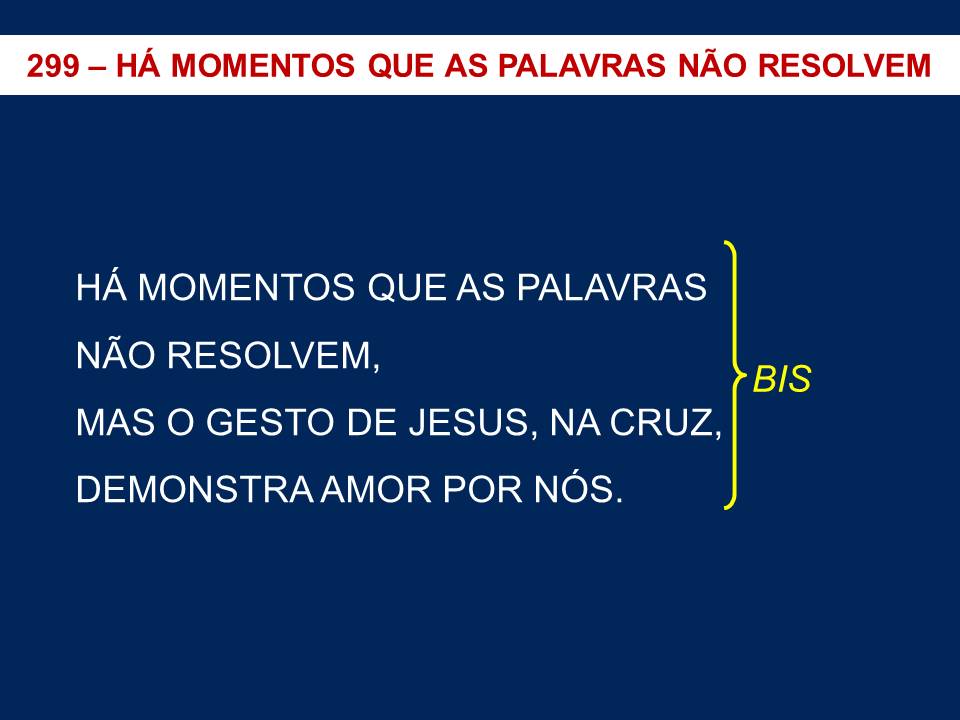 299 – HÁ MOMENTOS QUE AS PALAVRAS NÃO RESOLVEM
HÁ MOMENTOS QUE AS PALAVRAS
NÃO RESOLVEM,
MAS O GESTO DE JESUS, NA CRUZ,
DEMONSTRA AMOR POR NÓS.
BIS